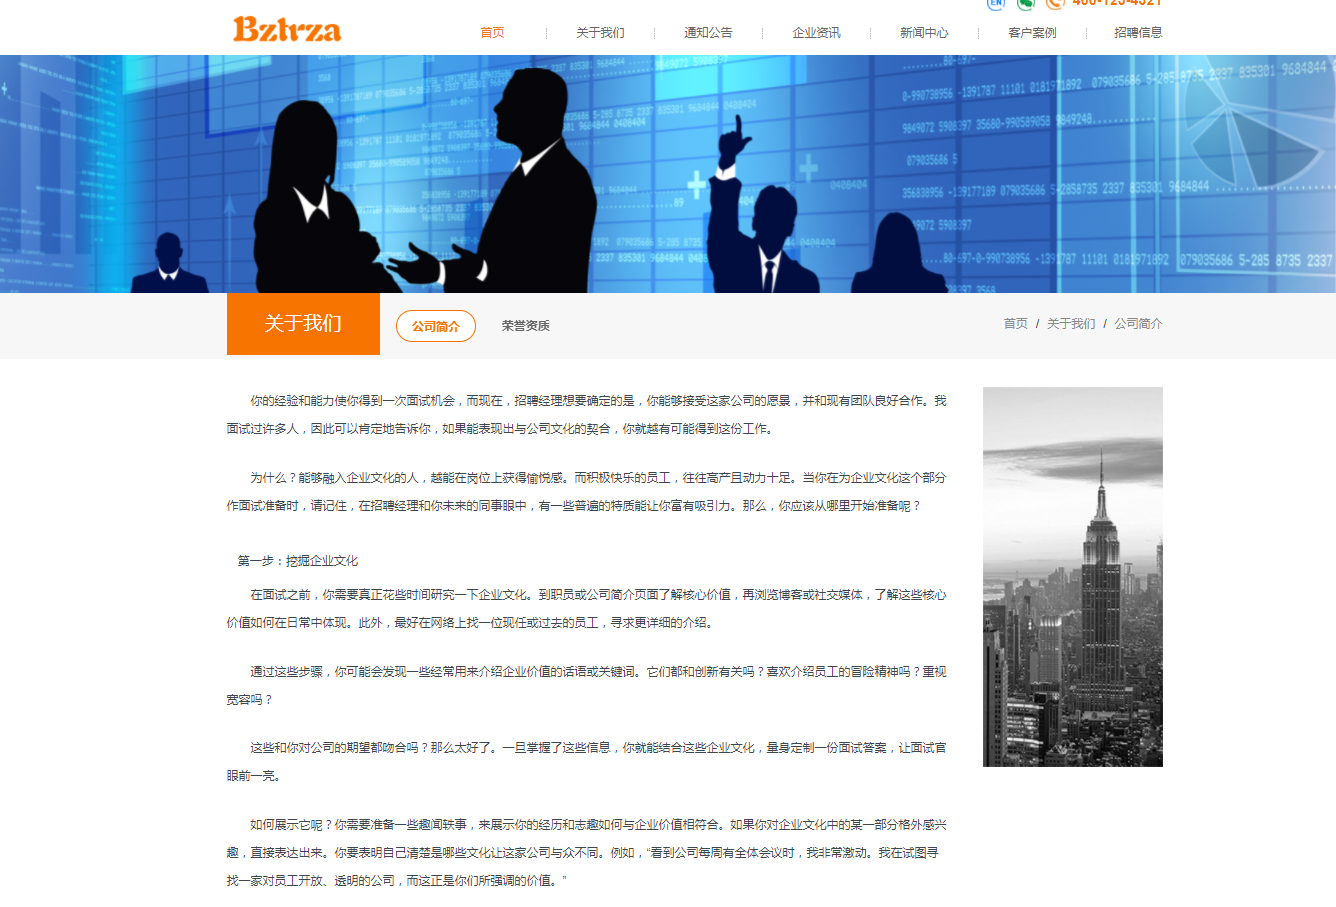 400-123-4321
Bzlrza
首页
关于我们
通知公告
企业资讯
新闻中心
客户案例
招聘信息
关于我们
公司简介
荣誉资质
首页 / 关于我们 / 公司简介
你的经验和能力使你得到一次面试机会，而现在，招聘经理想要确定的是，你能够接受这家公司的愿景，并和现有团队良好合作。我
面试过许多人，因此可以肯定地告诉你，如果能表现出与公司文化的契合，你就越有可能得到这份工作。
为什么？能够融入企业文化的人，越能在岗位上获得愉悦感。而积极快乐的员工，往往高产且动力十足。当你在为企业文化这个部分
作面试准备时，请记住，在招聘经理和你未来的同事眼中，有一些普遍的特质能让你富有吸引力。那么，你应该从哪里开始准备呢？
第一步：挖掘企业文化
在面试之前，你需要真正花些时间研究一下企业文化。到职员或公司简介页面了解核心价值，再浏览博客或社交媒体，了解这些核心
价值如何在日常中体现。此外，最好在网络上找一位现任或过去的员工，寻求更详细的介绍。
通过这些步骤，你可能会发现一些经常用来介绍企业价值的话语或关键词。它们都和创新有关吗？喜欢介绍员工的冒险精神吗？重视
宽容吗？
这些和你对公司的期望都吻合吗？那么太好了。一旦掌握了这些信息，你就能结合这些企业文化，量身定制一份面试答案，让面试官
眼前一亮。
如何展示它呢？你需要准备一些趣闻轶事，来展示你的经历和志趣如何与企业价值相符合。如果你对企业文化中的某一部分格外感兴
趣，直接表达出来。你要表明自己清楚是哪些文化让这家公司与众不同。例如，“看到公司每周有全体会议时，我非常激动。我在试图寻
找一家对员工开放、透明的公司，而这正是你们所强调的价值。”